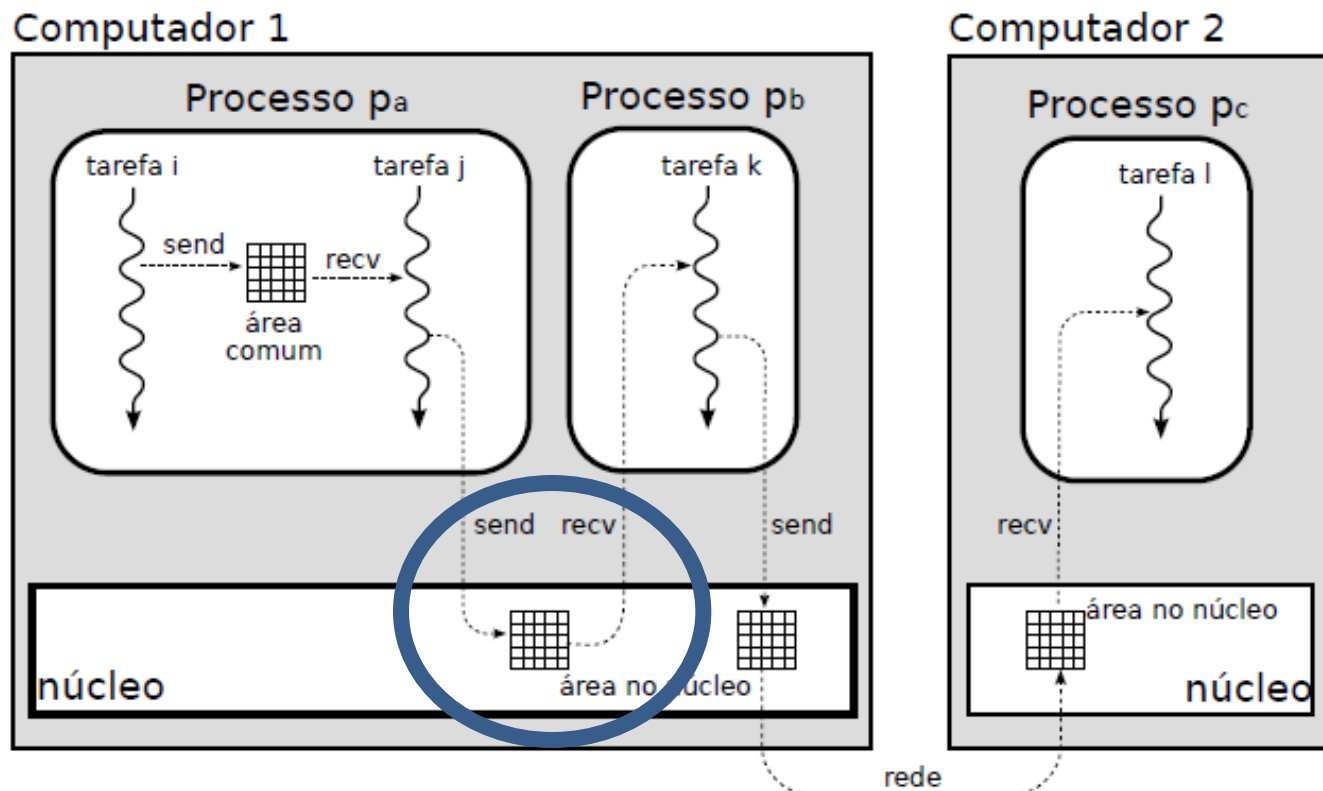 Computador 1
Computador 2
Processo pa
Processo pb
Processo pc
tarefa i
tarefa j
tarefa k
tarefa l
send
recv
área
comum
send
recv
send
recv
área no núcleo
área no núcleo
núcleo
núcleo
rede